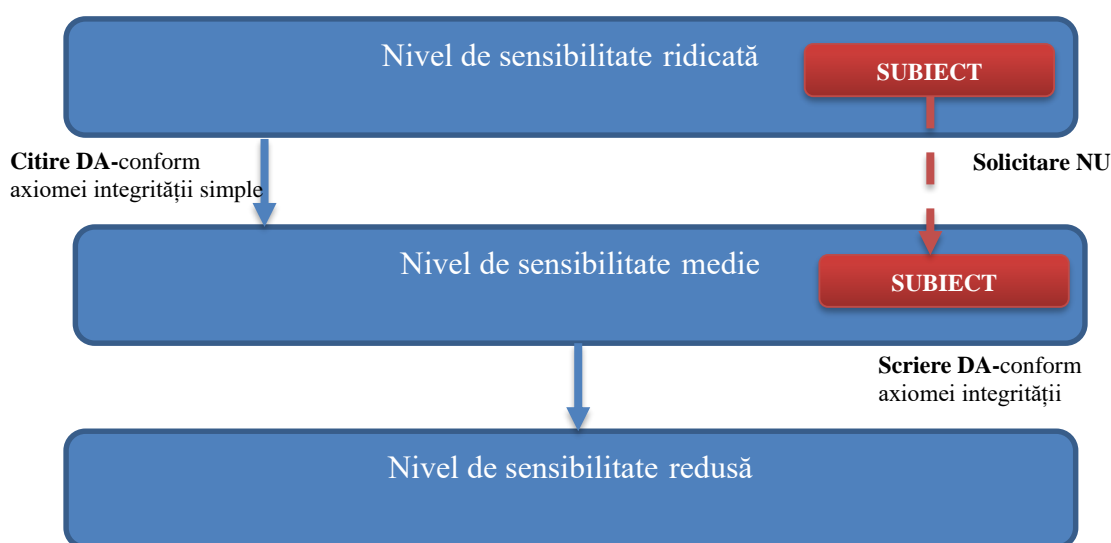 Nivel de sensibilitate ridicată
SUBIECT
Citire DA-conform
axiomei integrității simple
Solicitare NU
Nivel de sensibilitate medie
SUBIECT
Scriere DA-conform
axiomei integrității
Nivel de sensibilitate redusă